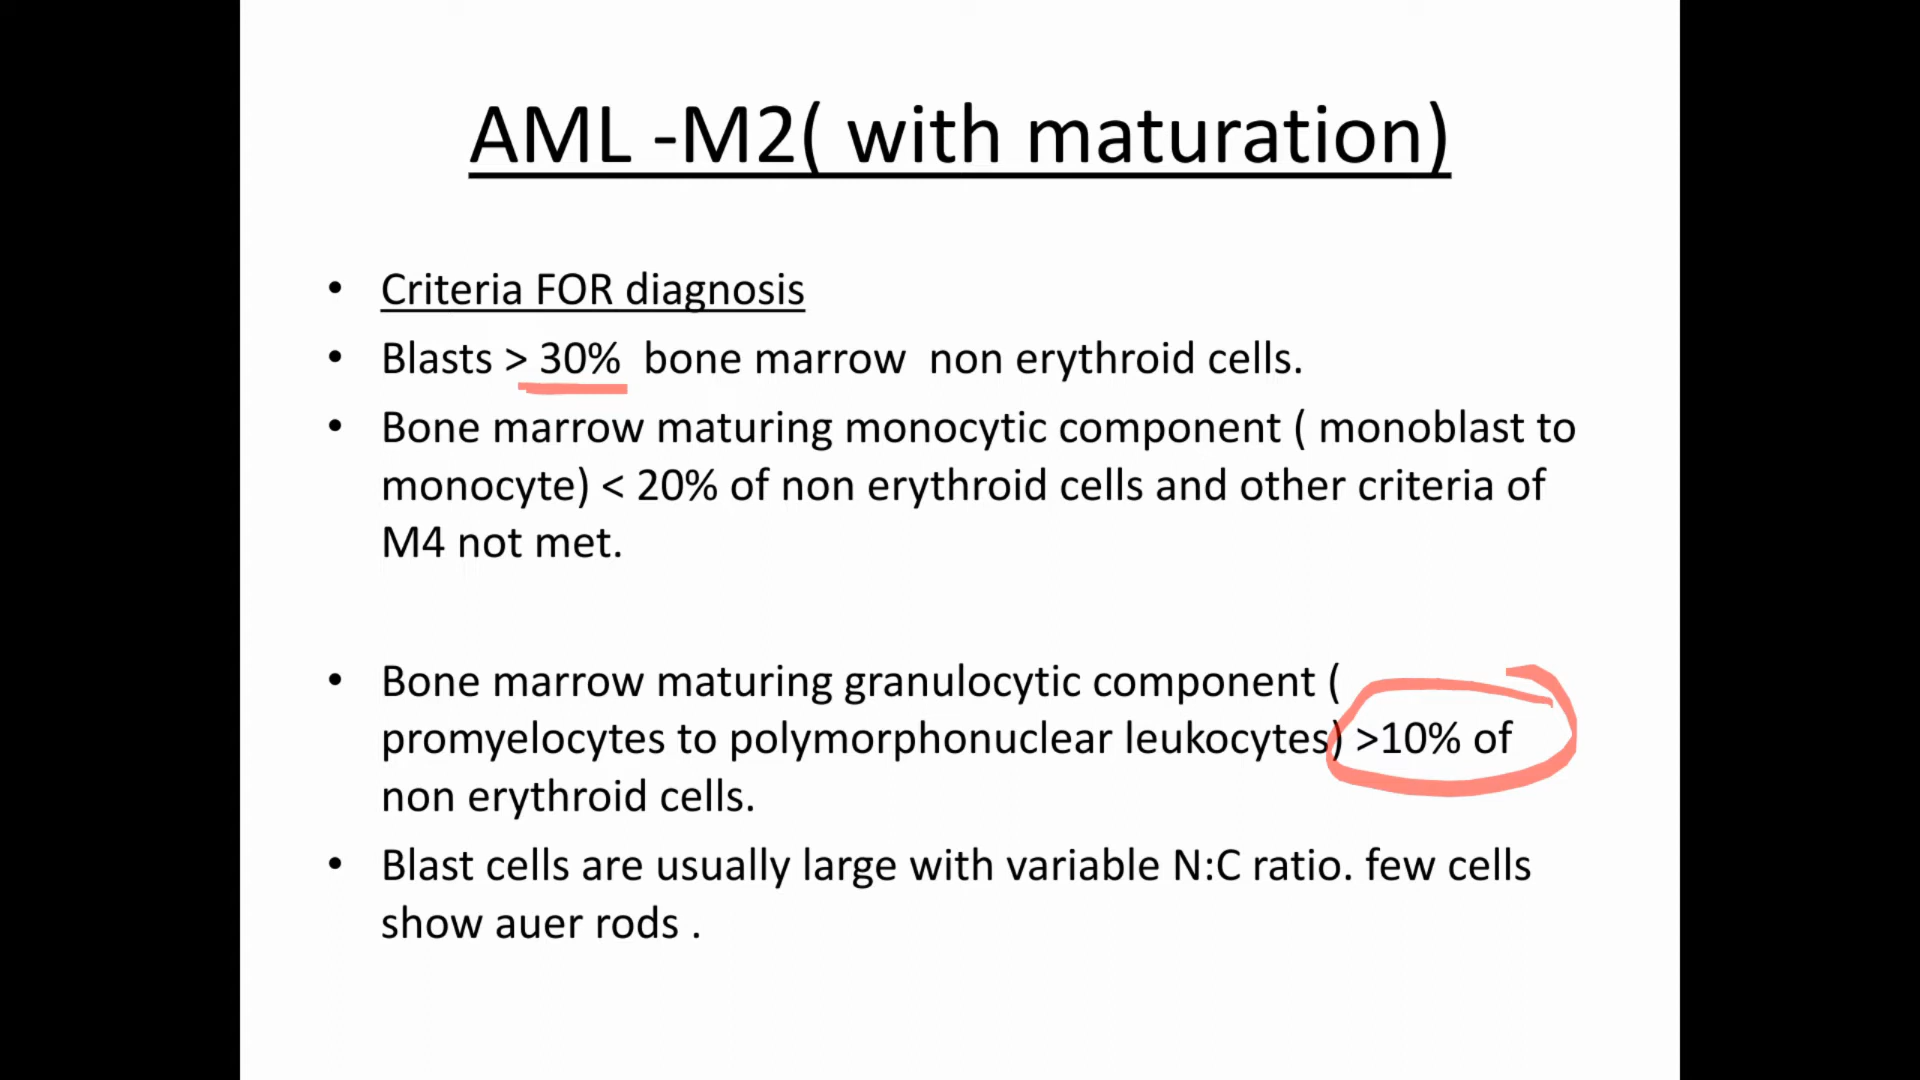 AML -M2( with maturation)
• Criteria FOR diagnosis
• Blasts > 30% bone marrow non erythroid cells.
• Bone marrow maturing monocytic component ( monoblast to
monocyte) < 20% of non erythroid cells and other criteria of
M4 not met.
• Bone marrow maturing granulocytic component (
promyelocytes to polymorphonuclear leukocytes) >10% of
non erythroid cells.
• Blast cells are usually large with variable N:C ratio. few cells
show auer rods .